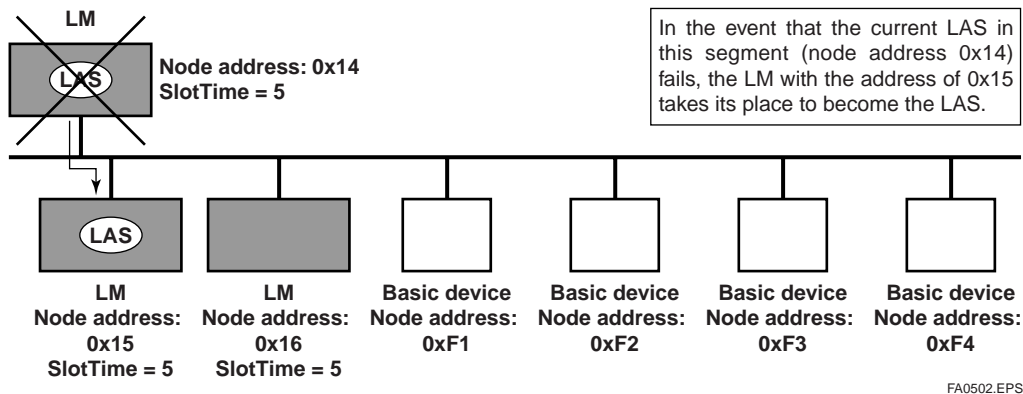 LM
LAS
Node address: 0x14
SlotTime = 5
In the event that the current LAS in
this segment (node address 0x14)
fails, the LM with the address of 0x15
takes its place to become the LAS.
LAS
LM
Node address:
0x15
SlotTime = 5
LM
Node address:
0x16
SlotTime = 5
Basic device
Node address:
0xF1
Basic device
Node address:
0xF2
Basic device
Node address:
0xF3
Basic device
Node address:
0xF4
FA0502.EPS